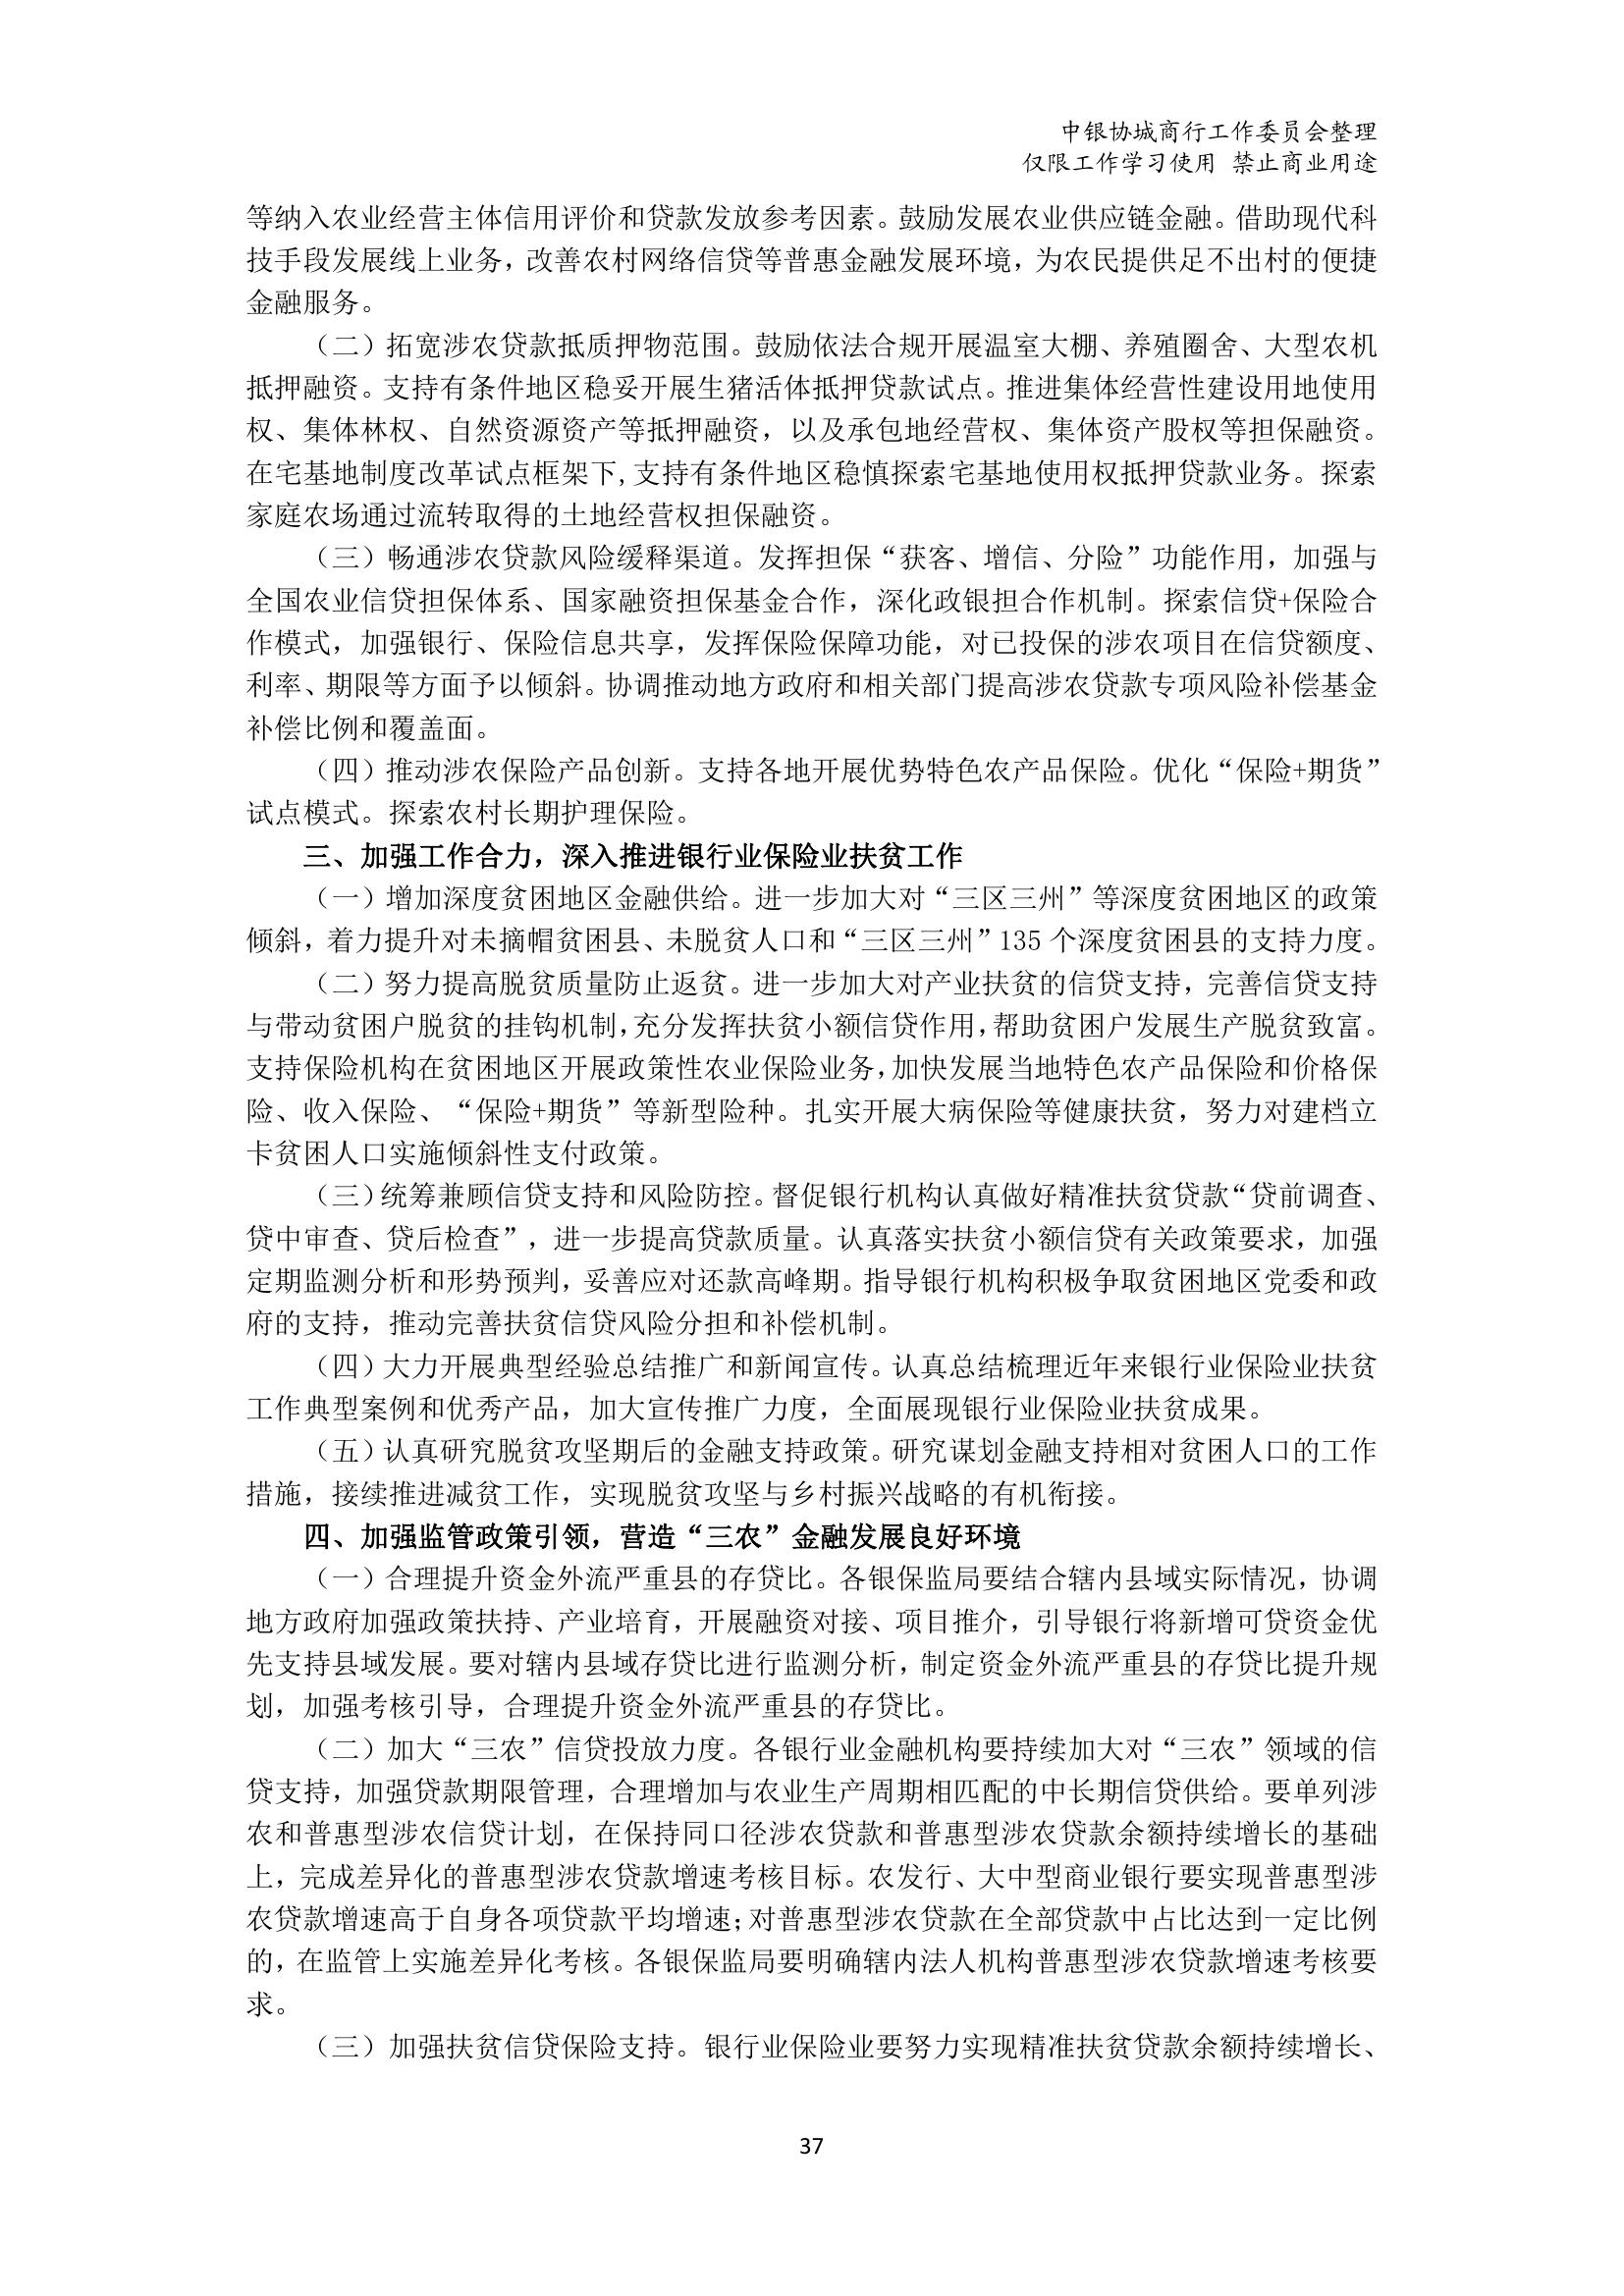 中银协城商行工作委员会整理
仅限工作学习使用 禁止商业用途
等纳入农业经营主体信用评价和贷款发放参考因素。鼓励发展农业供应链金融。借助现代科
技手段发展线上业务，改善农村网络信贷等普惠金融发展环境，为农民提供足不出村的便捷
金融服务。
（二）拓宽涉农贷款抵质押物范围。鼓励依法合规开展温室大棚、养殖圈舍、大型农机
抵押融资。支持有条件地区稳妥开展生猪活体抵押贷款试点。推进集体经营性建设用地使用
权、集体林权、自然资源资产等抵押融资，以及承包地经营权、集体资产股权等担保融资。
在宅基地制度改革试点框架下,支持有条件地区稳慎探索宅基地使用权抵押贷款业务。探索
家庭农场通过流转取得的土地经营权担保融资。
（三）畅通涉农贷款风险缓释渠道。发挥担保“获客、增信、分险”功能作用，加强与
全国农业信贷担保体系、国家融资担保基金合作，深化政银担合作机制。探索信贷+保险合
作模式，加强银行、保险信息共享，发挥保险保障功能，对已投保的涉农项目在信贷额度、
利率、期限等方面予以倾斜。协调推动地方政府和相关部门提高涉农贷款专项风险补偿基金
补偿比例和覆盖面。
（四）推动涉农保险产品创新。支持各地开展优势特色农产品保险。优化“保险+期货”
试点模式。探索农村长期护理保险。
三、加强工作合力，深入推进银行业保险业扶贫工作
（一）增加深度贫困地区金融供给。进一步加大对“三区三州”等深度贫困地区的政策
倾斜，着力提升对未摘帽贫困县、未脱贫人口和“三区三州”135 个深度贫困县的支持力度。
（二）努力提高脱贫质量防止返贫。进一步加大对产业扶贫的信贷支持，完善信贷支持
与带动贫困户脱贫的挂钩机制,充分发挥扶贫小额信贷作用,帮助贫困户发展生产脱贫致富。
支持保险机构在贫困地区开展政策性农业保险业务,加快发展当地特色农产品保险和价格保
险、收入保险、“保险+期货”等新型险种。扎实开展大病保险等健康扶贫，努力对建档立
卡贫困人口实施倾斜性支付政策。
（三）统筹兼顾信贷支持和风险防控。督促银行机构认真做好精准扶贫贷款“贷前调查、
贷中审查、贷后检查”，进一步提高贷款质量。认真落实扶贫小额信贷有关政策要求，加强
定期监测分析和形势预判，妥善应对还款高峰期。指导银行机构积极争取贫困地区党委和政
府的支持，推动完善扶贫信贷风险分担和补偿机制。
（四）大力开展典型经验总结推广和新闻宣传。认真总结梳理近年来银行业保险业扶贫
工作典型案例和优秀产品，加大宣传推广力度，全面展现银行业保险业扶贫成果。
（五）认真研究脱贫攻坚期后的金融支持政策。研究谋划金融支持相对贫困人口的工作
措施，接续推进减贫工作，实现脱贫攻坚与乡村振兴战略的有机衔接。
四、加强监管政策引领，营造“三农”金融发展良好环境
（一）合理提升资金外流严重县的存贷比。各银保监局要结合辖内县域实际情况，协调
地方政府加强政策扶持、产业培育，开展融资对接、项目推介，引导银行将新增可贷资金优
先支持县域发展。要对辖内县域存贷比进行监测分析，制定资金外流严重县的存贷比提升规
划，加强考核引导，合理提升资金外流严重县的存贷比。
（二）加大“三农”信贷投放力度。各银行业金融机构要持续加大对“三农”领域的信
贷支持，加强贷款期限管理，合理增加与农业生产周期相匹配的中长期信贷供给。要单列涉
农和普惠型涉农信贷计划，在保持同口径涉农贷款和普惠型涉农贷款余额持续增长的基础
上，完成差异化的普惠型涉农贷款增速考核目标。农发行、大中型商业银行要实现普惠型涉
农贷款增速高于自身各项贷款平均增速;对普惠型涉农贷款在全部贷款中占比达到一定比例
的，在监管上实施差异化考核。各银保监局要明确辖内法人机构普惠型涉农贷款增速考核要
求。
（三）加强扶贫信贷保险支持。银行业保险业要努力实现精准扶贫贷款余额持续增长、
37